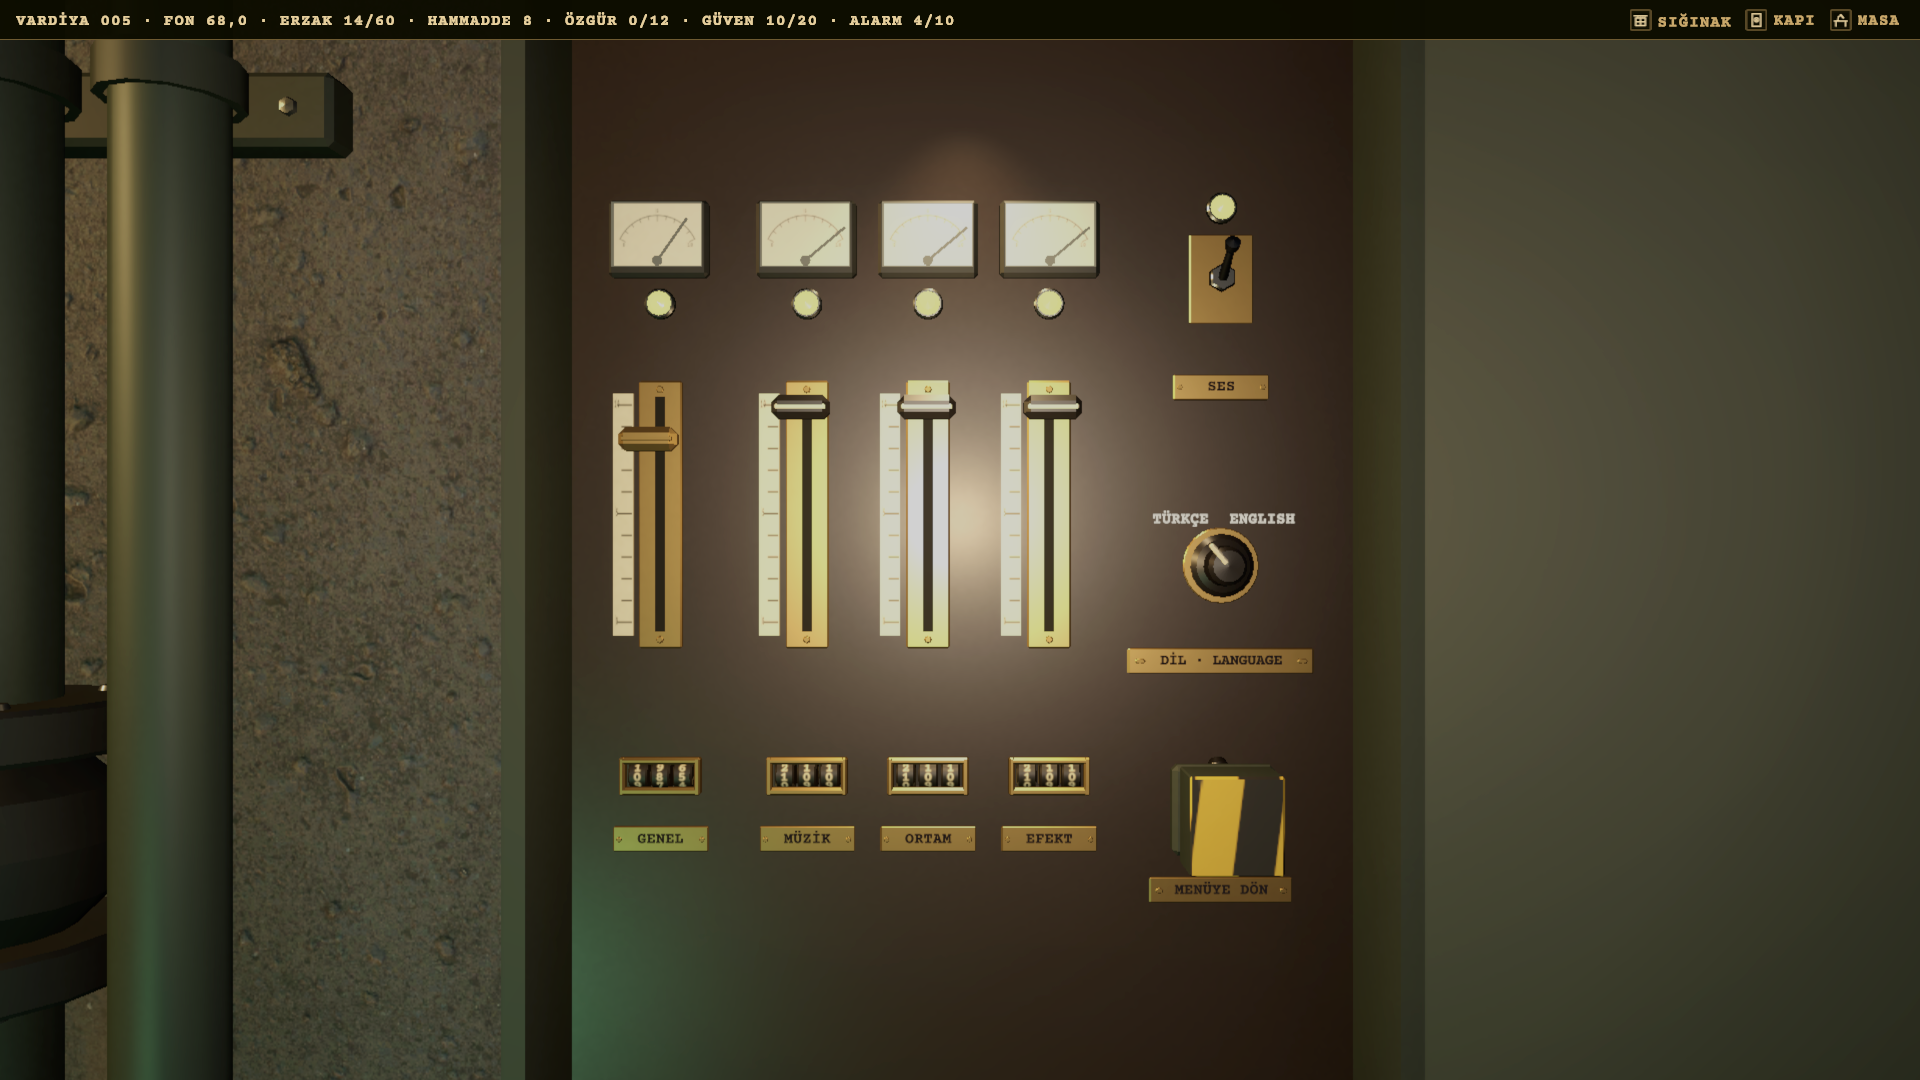 VARDİYA 005 · FON 68,0 · ERZAK 14/60 · HAMMADDE 8 · ÖZGÜR 0/12 · GÜVEN 10/20 · ALARM 4/10
SIĞINAK KAPI MASA
SES
TÜRKÇE ENGLISH
DİL · LANGUAGE
GENEL MÜZİK ORTAM EFEKT
MENÜYE DÖN